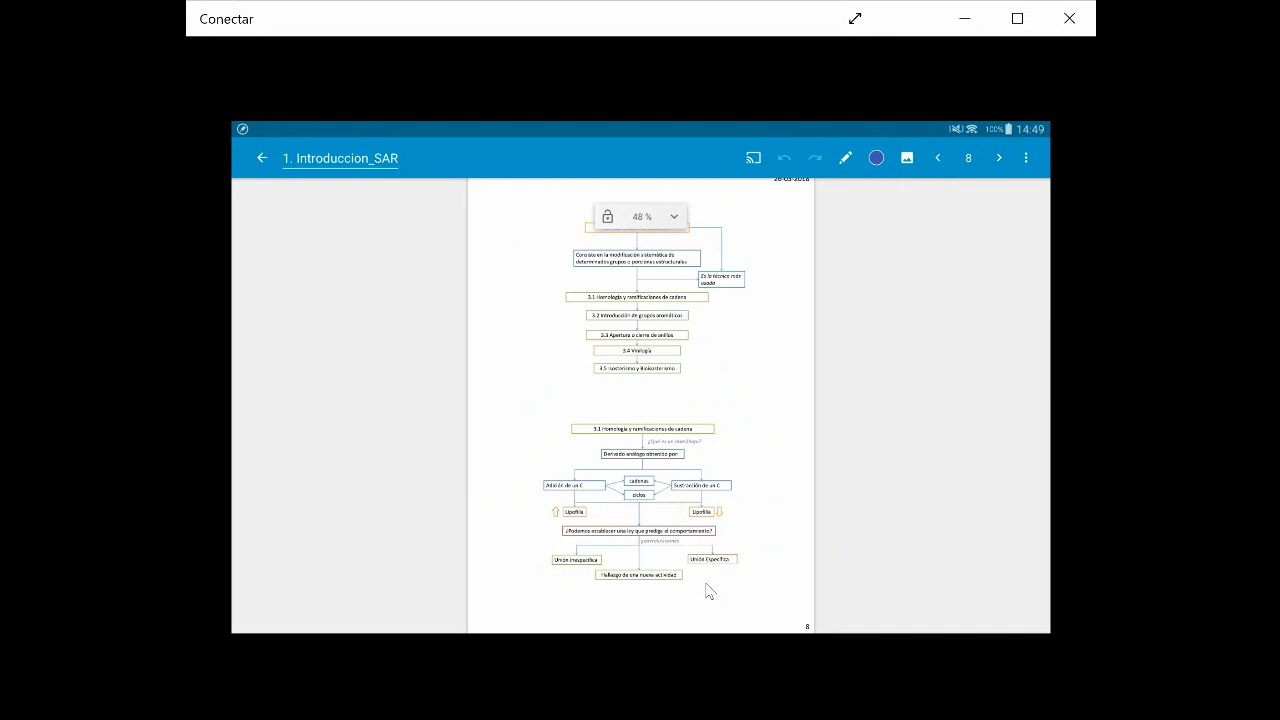 Conectar
100% 14:49
1. Introduccion_SAR
8
26-03-2018
48 %
Consiste en la modificación sistemática de
determinados grupos o porciones estructurales
Es la técnica más
usada
3.1 Homología y ramificaciones de cadena
3.2 Introducción de grupos aromáticos
3.3 Apertura o cierre de anillos
3.4 Vinilogía
3.5 Isosterismo y Bioisosterismo
3.1 Homología y ramificaciones de cadena
¿Qué es un homólogo?
Derivado análogo obtenido por:
Adición de un C
cadenas
Sustracción de un C
ciclos
Lipofilia
Lipofilia
¿Podemos establecer una ley que prediga el comportamiento?
generalizaciones
Unión Inespecífica
Unión Específica
Hallazgo de una nueva actividad
8